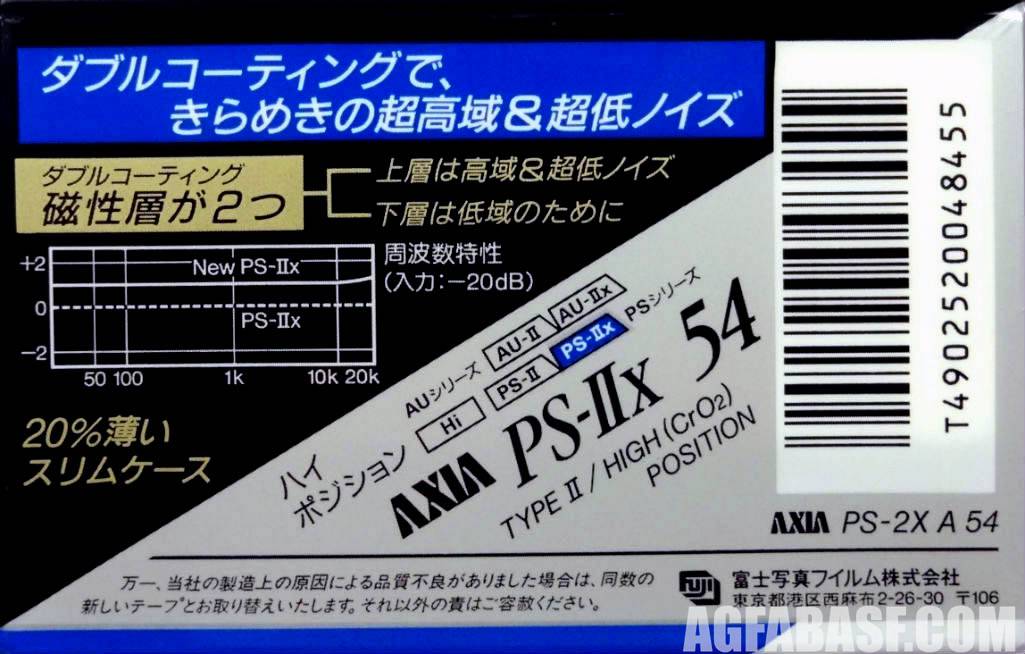 ダブルコーティングで、
きらめきの超高域&超低ノイズ
ダブルコーティング
磁性層が2つ
上層は高域&超低ノイズ
下層は低域のために
周波数特性
(入力:−20dB)
+2
0
−2
New PS-IIx
PS-IIx
50 100 1k 10k 20k
20%薄い
スリムケース
AUシリーズ AU-II AU-IIx
Hi PS-II PS-IIx PSシリーズ
ハイ
ポジション
AXIA PS-IIx 54
TYPE II / HIGH (CrO2)
POSITION
T4902520048455
AXIA PS-2X A 54
万一、当社の製造上の原因による品質不良がありました場合は、同数の
新しいテープとお取り替えいたします。それ以外の責はご容赦ください。
FUJI 富士写真フイルム株式会社
東京都港区西麻布2-26-30 〒106
AGFABASF.COM